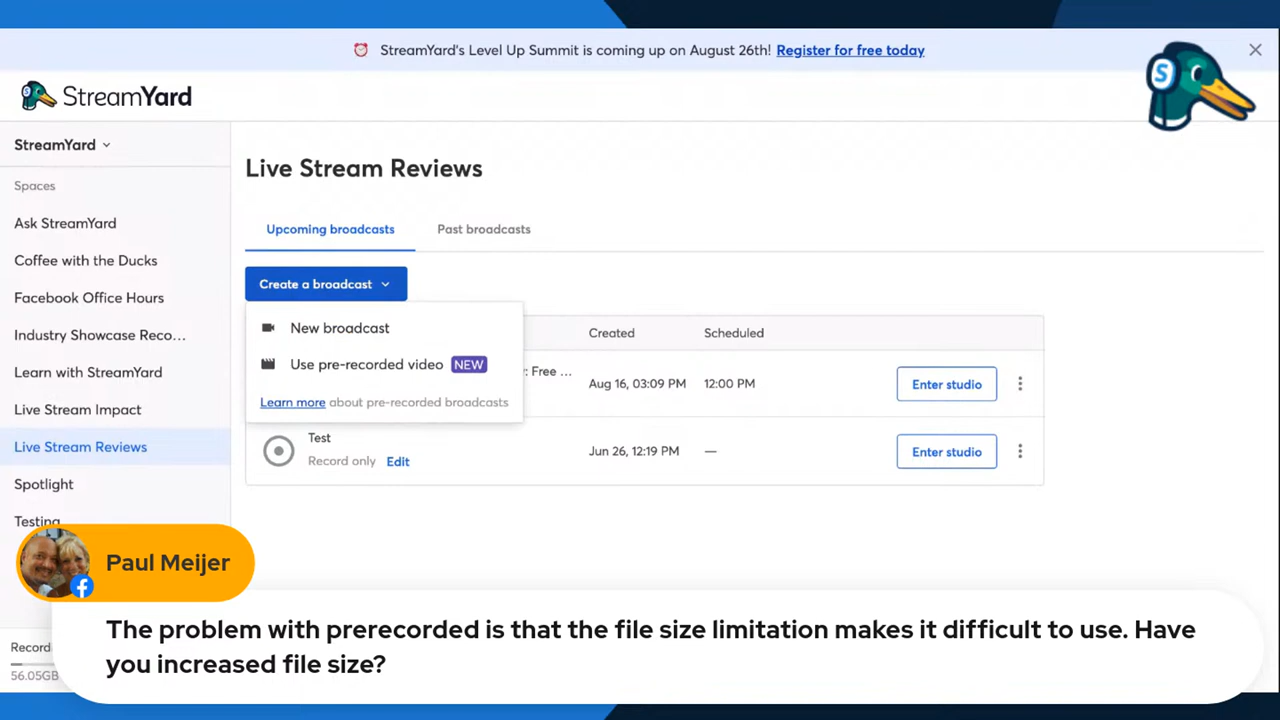 StreamYard's Level Up Summit is coming up on August 26th! Register for free today
S
StreamYard
StreamYard
Spaces
Ask StreamYard
Coffee with the Ducks
Facebook Office Hours
Industry Showcase Reco...
Learn with StreamYard
Live Stream Impact
Live Stream Reviews
Spotlight
Testing
Record
56.05GB
Live Stream Reviews
Upcoming broadcasts Past broadcasts
Create a broadcast
New broadcast
Use pre-recorded video NEW
Learn more about pre-recorded broadcasts
Created Scheduled
: Free ... Aug 16, 03:09 PM 12:00 PM Enter studio
Test
Record only Edit
Jun 26, 12:19 PM — Enter studio
Paul Meijer
The problem with prerecorded is that the file size limitation makes it difficult to use. Have
you increased file size?